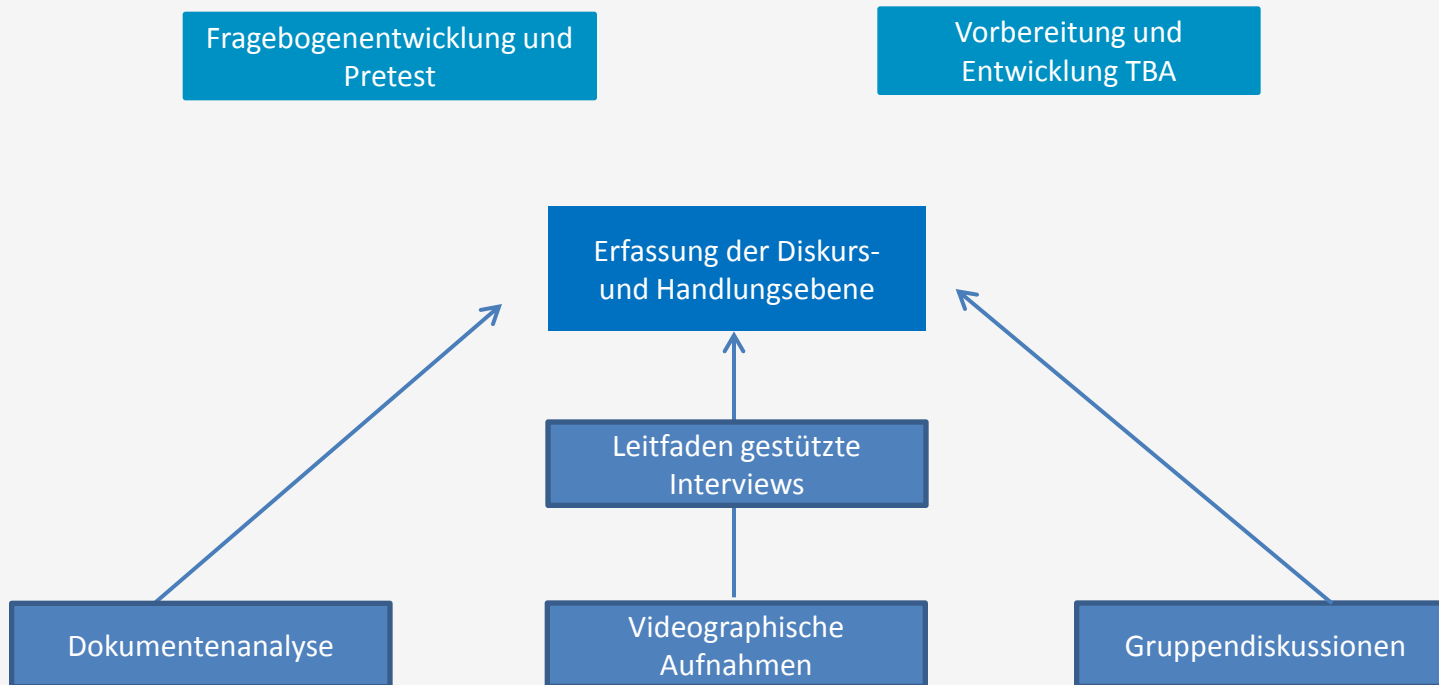 Fragebogenentwicklung und
Pretest
Vorbereitung und
Entwicklung TBA
Erfassung der Diskurs-
und Handlungsebene
Leitfaden gestützte
Interviews
Dokumentenanalyse
Videographische
Aufnahmen
Gruppendiskussionen